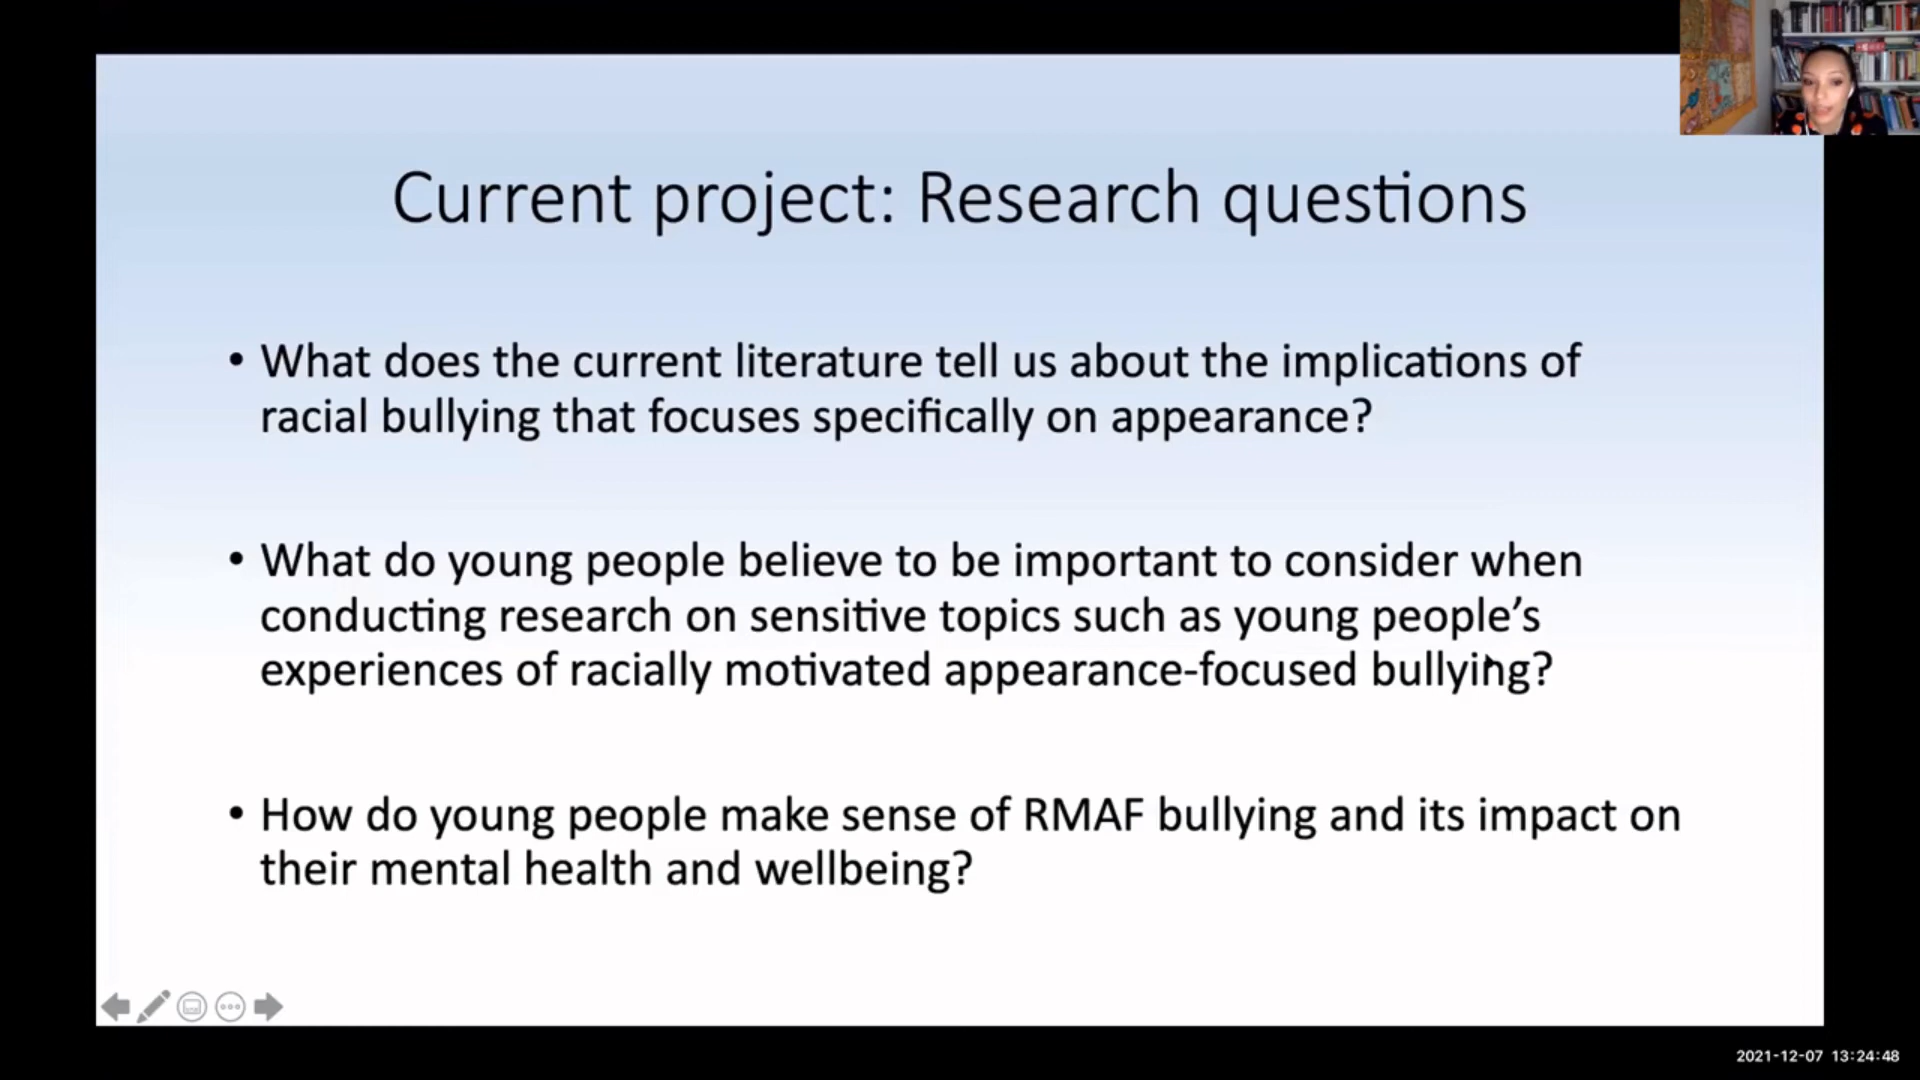 Current project: Research questions
• What does the current literature tell us about the implications of
racial bullying that focuses specifically on appearance?
• What do young people believe to be important to consider when
conducting research on sensitive topics such as young people’s
experiences of racially motivated appearance-focused bullying?
• How do young people make sense of RMAF bullying and its impact on
their mental health and wellbeing?
2021-12-07 13:24:48